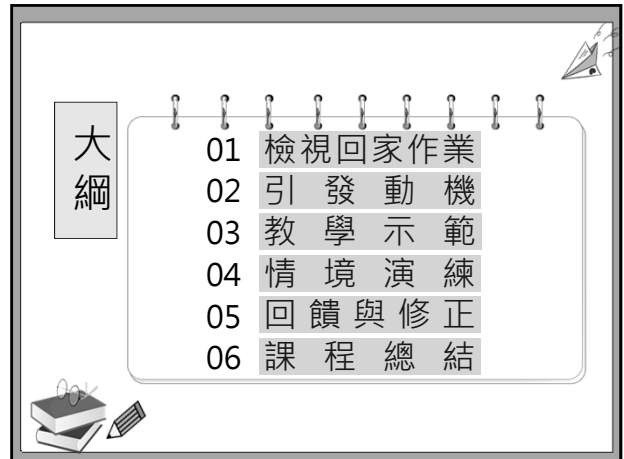 大綱
01 檢視回家作業
02 引發動機
03 教學示範
04 情境演練
05 回饋與修正
06 課程總結